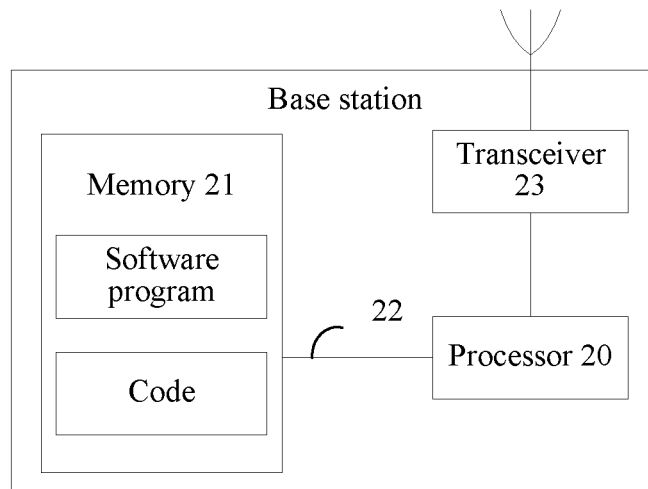 Base station
Memory 21
Software
program
Code
22
Transceiver
23
Processor 20